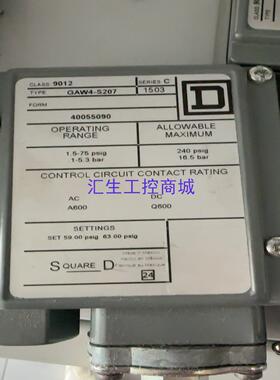 CLASS 9012 SERIES C
TYPE GAW4-S207 1503
FORM
D
40055090
OPERATING RANGE
ALLOWABLE MAXIMUM
1.5-75 psig
1-5.3 bar
240 psig
16.5 bar
汇生工控商城
CONTROL CIRCUIT CONTACT RATING
AC DC
A600 Q600
SETTINGS
SET 59.00 psig 63.00 psig
SQUARE D
24